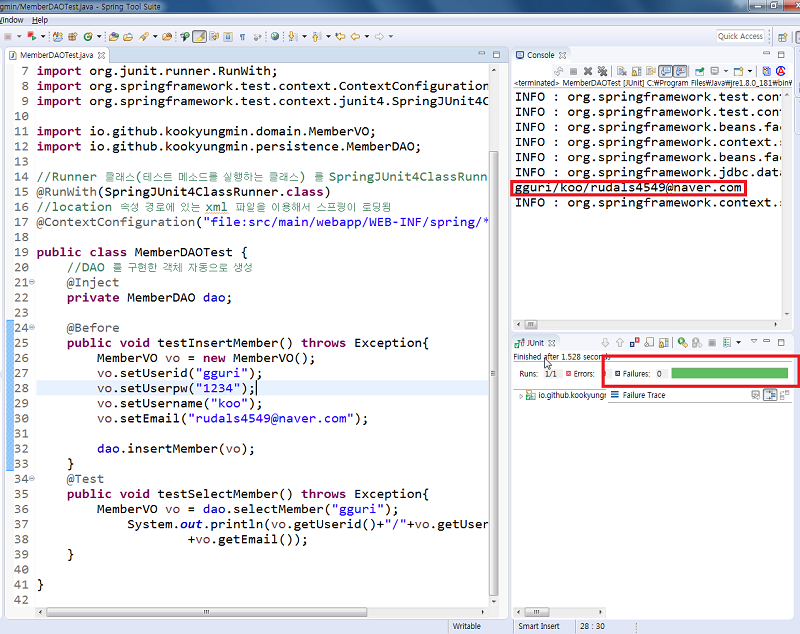 gmin/MemberDAOTest.java - Spring Tool Suite
Window Help
Quick Access
MemberDAOTest.java
7 import org.junit.runner.RunWith;
8 import org.springframework.test.context.ContextConfiguration
9 import org.springframework.test.context.junit4.SpringJUnit4C
10
11 import io.github.kookyungmin.domain.MemberVO;
12 import io.github.kookyungmin.persistence.MemberDAO;
13
14 //Runner 클래스(테스트 메소드를 실행하는 클래스) 를 SpringJUnit4ClassRunn
15 @RunWith(SpringJUnit4ClassRunner.class)
16 //location 속성 경로에 있는 xml 파일을 이용해서 스프링이 로딩됨
17 @ContextConfiguration("file:src/main/webapp/WEB-INF/spring/*
18
19 public class MemberDAOTest {
20 //DAO 를 구현한 객체 자동으로 생성
21 @Inject
22 private MemberDAO dao;
23
24 @Before
25 public void testInsertMember() throws Exception{
26 MemberVO vo = new MemberVO();
27 vo.setUserid("gguri");
28 vo.setUserpw("1234");
29 vo.setUsername("koo");
30 vo.setEmail("rudals4549@naver.com");
31
32 dao.insertMember(vo);
33 }
34 @Test
35 public void testSelectMember() throws Exception{
36 MemberVO vo = dao.selectMember("gguri");
37 System.out.println(vo.getUserid()+"/"+vo.getUser
38 +vo.getEmail());
39 }
40
41 }
42
Console
<terminated> MemberDAOTest [JUnit] C:\Program Files\Java\jre1.8.0_181\bin\
INFO : org.springframework.test.cont
INFO : org.springframework.test.cont
INFO : org.springframework.beans.fac
INFO : org.springframework.context.s
INFO : org.springframework.beans.fac
INFO : org.springframework.jdbc.data
gguri/koo/rudals4549@naver.com
INFO : org.springframework.context.s
JUnit
Finished after 1.528 seconds
Runs: 1/1 Errors: Failures: 0
io.github.kookyungr
Failure Trace
Writable Smart Insert 28 : 30